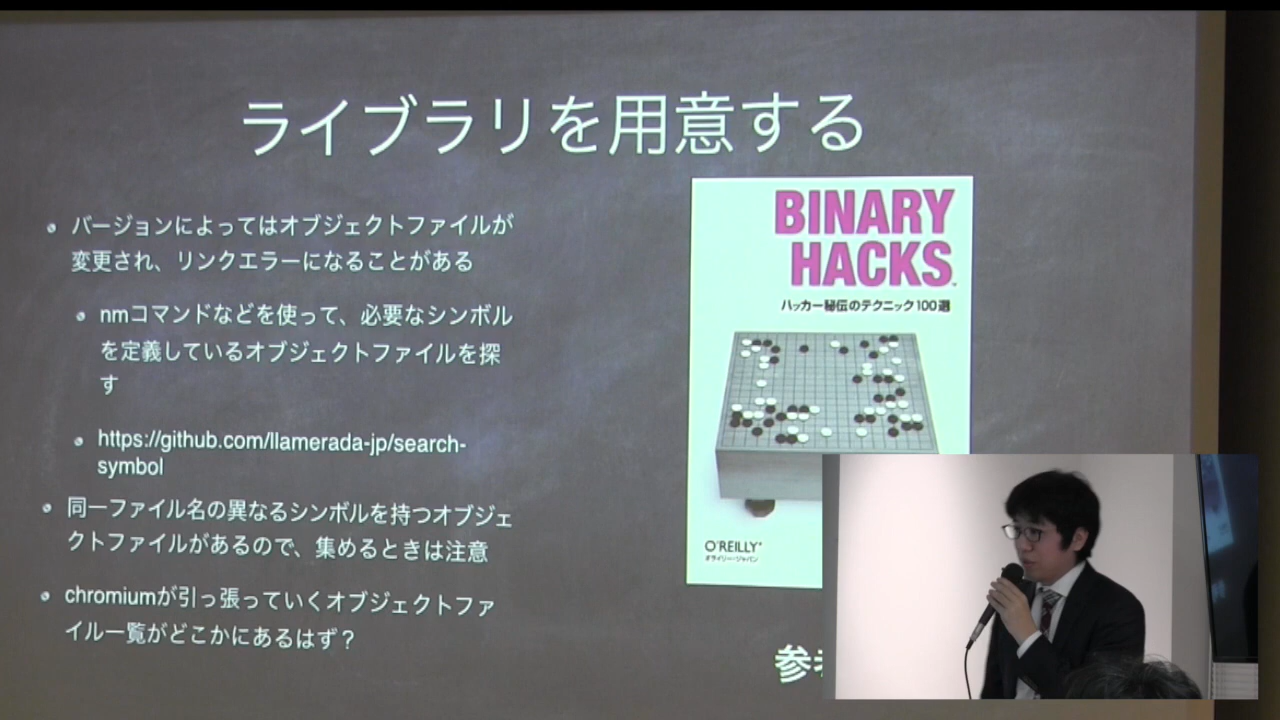 ライブラリを用意する
バージョンによってはオブジェクトファイルが
変更され、リンクエラーになることがある
nmコマンドなどを使って、必要なシンボル
を定義しているオブジェクトファイルを探
す
https://github.com/llamerada-jp/search-
symbol
同一ファイル名の異なるシンボルを持つオブジェ
クトファイルがあるので、集めるときは注意
chromiumが引っ張っていくオブジェクトファ
イル一覧がどこかにあるはず？
BINARY
HACKS
ハッカー秘伝のテクニック100選
O'REILLY
オライリー・ジャパン
参